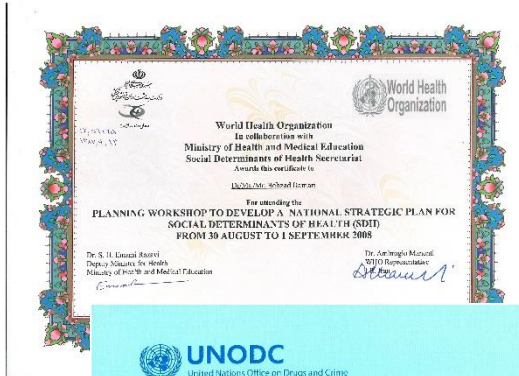 World Health
Organization
World Health Organization
In collaboration with
Ministry of Health and Medical Education
Social Determinants of Health Secretariat
Awards this certificate to
Dr/Ms./Mr. Behzad Damari
For attending the
PLANNING WORKSHOP TO DEVELOP A NATIONAL STRATEGIC PLAN FOR
SOCIAL DETERMINANTS OF HEALTH (SDH)
FROM 30 AUGUST TO 1 SEPTEMBER 2008
Dr. S. H. Emami Razavi
Deputy Minister for Health
Ministry of Health and Medical Education
Dr. Ambrogio Manenti
WHO Representative
UNODC
United Nations Office on Drugs and Crime